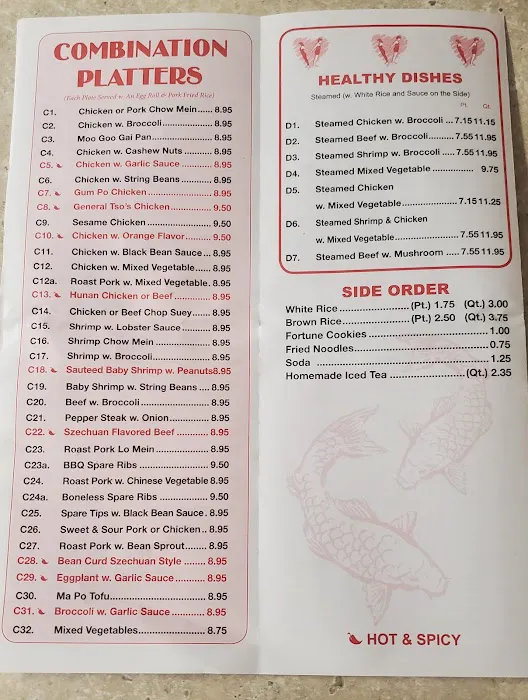 COMBINATION
PLATTERS
(Each Plate Served w. An Egg Roll & Pork Fried Rice)
C1. Chicken or Pork Chow Mein...... 8.95
C2. Chicken w. Broccoli................... 8.95
C3. Moo Goo Gai Pan..................... 8.95
C4. Chicken w. Cashew Nuts ......... 8.95
C5. Chicken w. Garlic Sauce .......... 8.95
C6. Chicken w. String Beans .......... 8.95
C7. Gum Po Chicken...................... 8.95
C8. General Tso's Chicken............. 9.50
C9. Sesame Chicken ..................... 9.50
C10. Chicken w. Orange Flavor........ 9.50
C11. Chicken w. Black Bean Sauce... 8.95
C12. Chicken w. Mixed Vegetable..... 8.95
C12a. Roast Pork w. Mixed Vegetable. 8.95
C13. Hunan Chicken or Beef ........... 8.95
C14. Chicken or Beef Chop Suey...... 8.95
C15. Shrimp w. Lobster Sauce ......... 8.95
C16. Shrimp Chow Mein .................. 8.95
C17. Shrimp w. Broccoli................... 8.95
C18. Sauteed Baby Shrimp w. Peanuts 8.95
C19. Baby Shrimp w. String Beans .... 8.95
C20. Beef w. Broccoli....................... 8.95
C21. Pepper Steak w. Onion............. 8.95
C22. Szechuan Flavored Beef .......... 8.95
C23. Roast Pork Lo Mein ................. 8.95
C23a. BBQ Spare Ribs ...................... 9.50
C24. Roast Pork w. Chinese Vegetable 8.95
C24a. Boneless Spare Ribs ............... 9.50
C25. Spare Tips w. Black Bean Sauce. 8.95
C26. Sweet & Sour Pork or Chicken.. 8.95
C27. Roast Pork w. Bean Sprout....... 8.95
C28. Bean Curd Szechuan Style ....... 8.95
C29. Eggplant w. Garlic Sauce ......... 8.95
C30. Ma Po Tofu............................. 8.95
C31. Broccoli w. Garlic Sauce .......... 8.95
C32. Mixed Vegetables..................... 8.75
HEALTHY DISHES
Steamed (w. White Rice and Sauce on the Side)
Pt. Qt.
D1. Steamed Chicken w. Broccoli ... 7.15 11.15
D2. Steamed Beef w. Broccoli......... 7.55 11.95
D3. Steamed Shrimp w. Broccoli .... 7.55 11.95
D4. Steamed Mixed Vegetable............... 9.75
D5. Steamed Chicken
w. Mixed Vegetable................... 7.15 11.25
D6. Steamed Shrimp & Chicken
w. Mixed Vegetable................... 7.55 11.95
D7. Steamed Beef w. Mushroom ..... 7.55 11.95
SIDE ORDER
White Rice...................(Pt.) 1.75 (Qt.) 3.00
Brown Rice..................(Pt.) 2.50 (Qt.) 3.75
Fortune Cookies ................................ 1.00
Fried Noodles.................................... 0.75
Soda ................................................ 1.25
Homemade Iced Tea ....................(Qt.) 2.35
HOT & SPICY